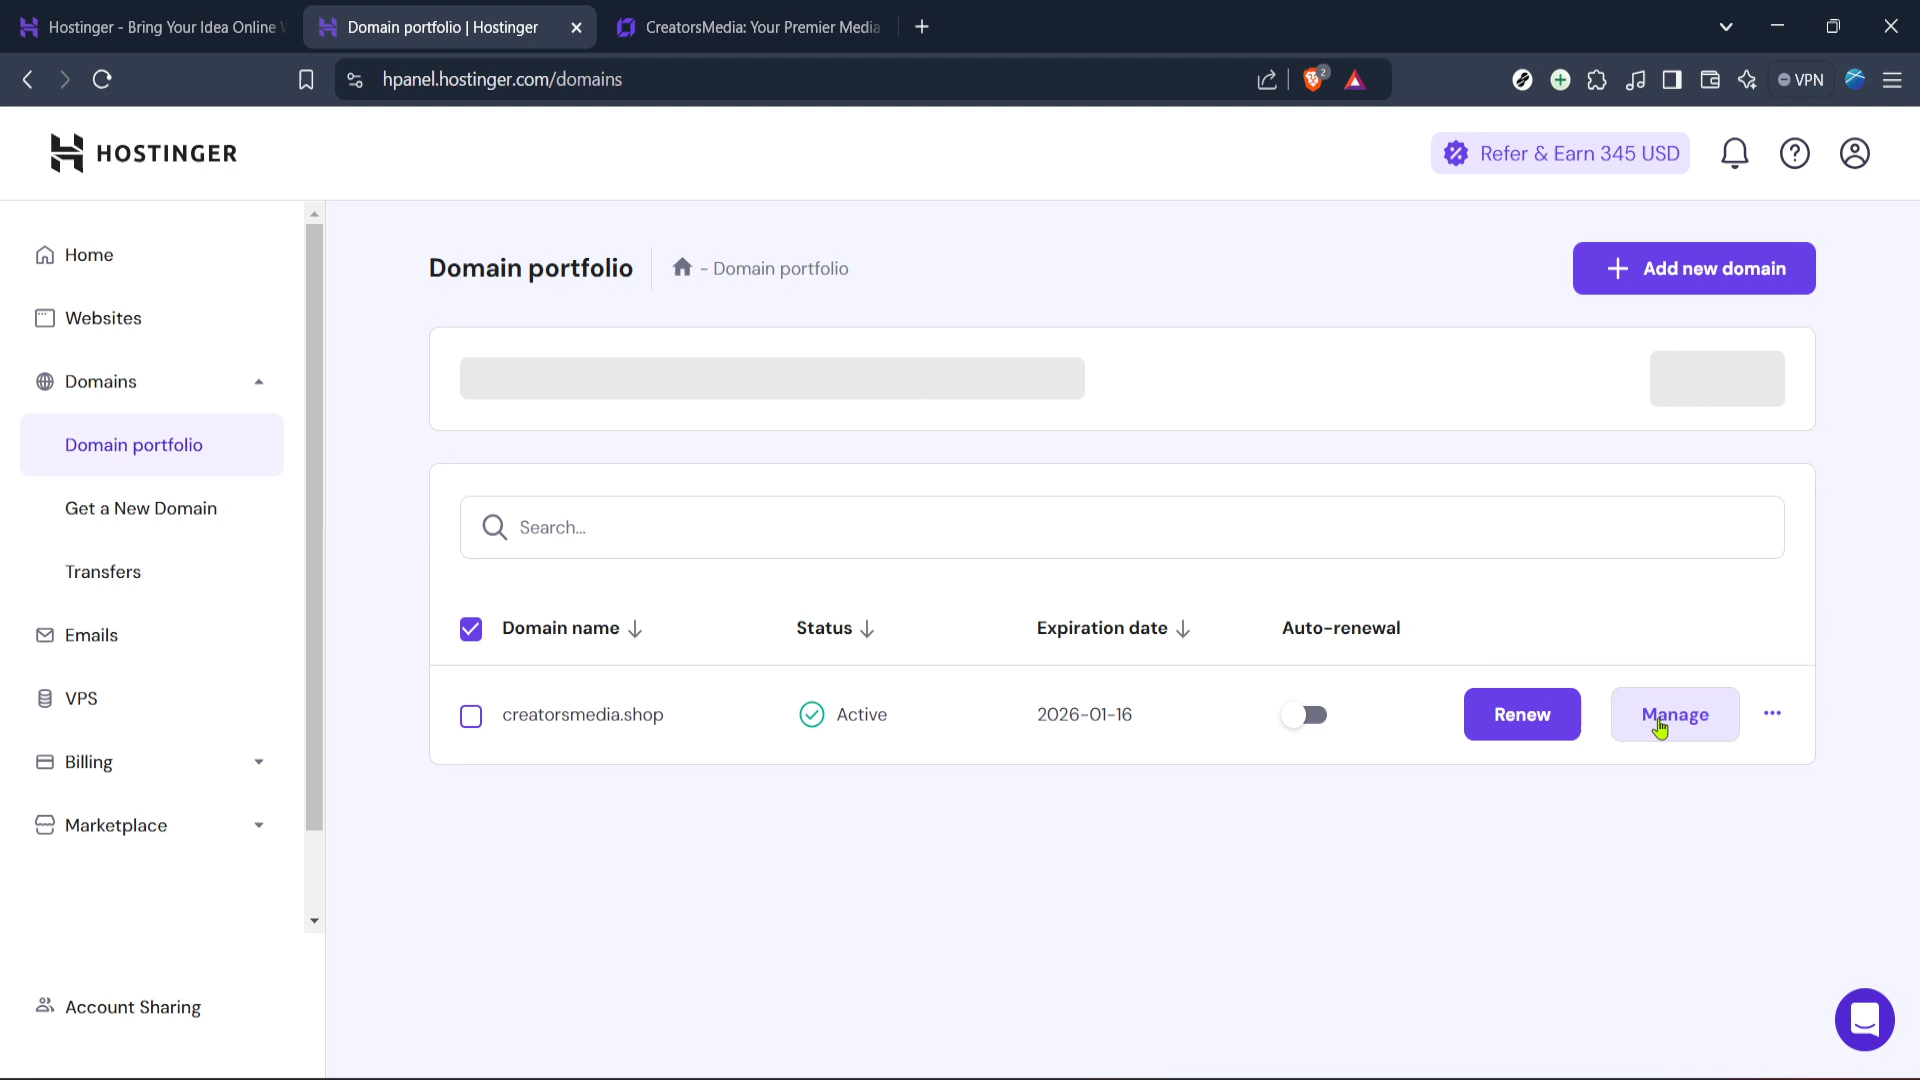 Hostinger - Bring Your Idea Online
Domain portfolio | Hostinger
CreatorsMedia: Your Premier Media
hpanel.hostinger.com/domains
2
VPN
HOSTINGER
Refer & Earn 345 USD
Home
Websites
Domains
Domain portfolio
Get a New Domain
Transfers
Emails
VPS
Billing
Marketplace
Account Sharing
Domain portfolio
- Domain portfolio
Add new domain
Search...
Domain name
Status
Expiration date
Auto-renewal
creatorsmedia.shop
Active
2026-01-16
Renew
Manage